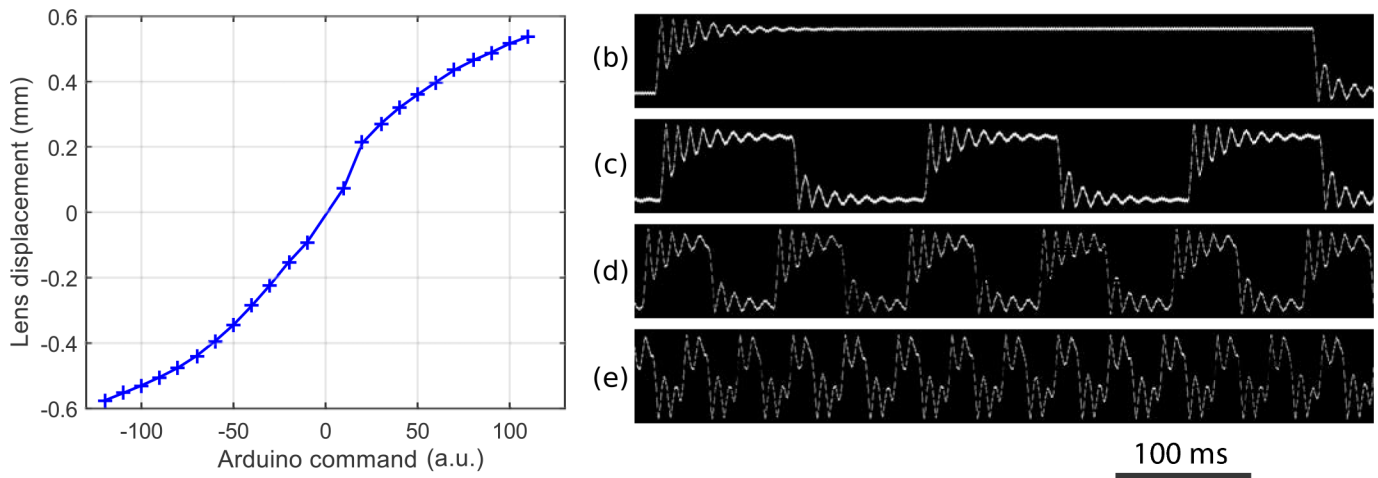 0.6
0.4
0.2
0
-0.2
-0.4
-0.6
Lens displacement (mm)
-100
-50
0
50
100
Arduino command (a.u.)
(b)
(c)
(d)
(e)
100 ms